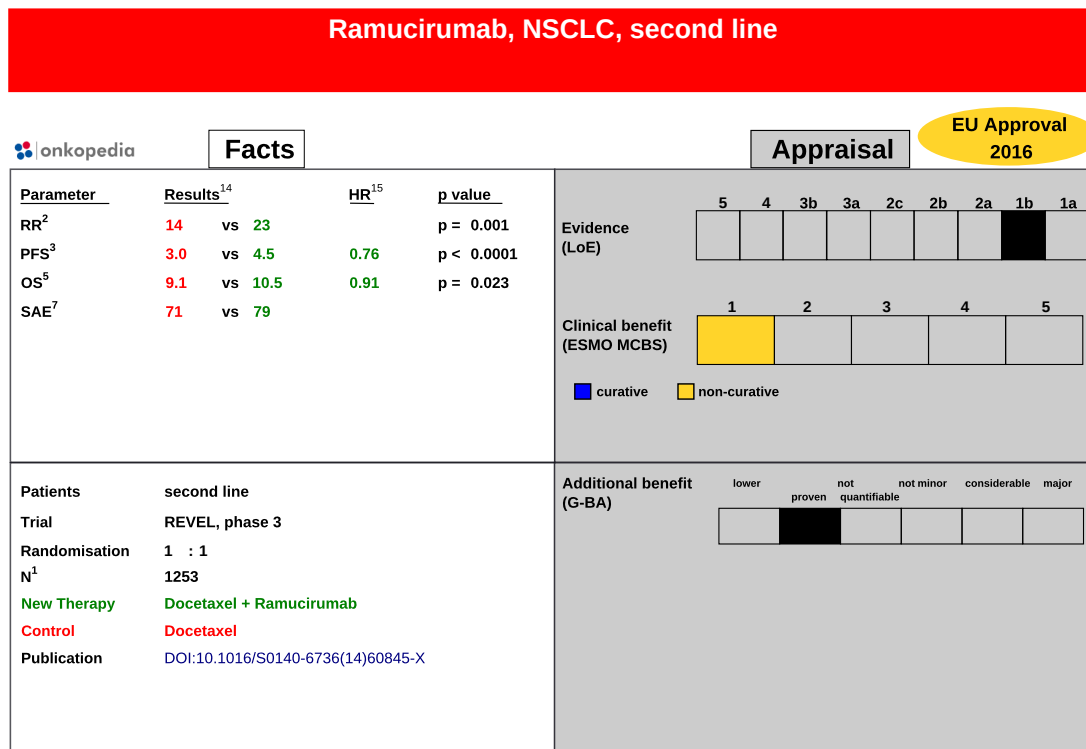 Ramucirumab, NSCLC, second line
onkopedia
Facts
Appraisal
EU Approval
2016
Parameter Results14 HR15 p value
RR2 14 vs 23 p = 0.001
PFS3 3.0 vs 4.5 0.76 p < 0.0001
OS5 9.1 vs 10.5 0.91 p = 0.023
SAE7 71 vs 79
5 4 3b 3a 2c 2b 2a 1b 1a
Evidence
(LoE)
1 2 3 4 5
Clinical benefit
(ESMO MCBS)
curative non-curative
Patients second line
Trial REVEL, phase 3
Randomisation 1 : 1
N1 1253
New Therapy Docetaxel + Ramucirumab
Control Docetaxel
Publication DOI:10.1016/S0140-6736(14)60845-X
Additional benefit
(G-BA)
lower not not minor considerable major
proven quantifiable